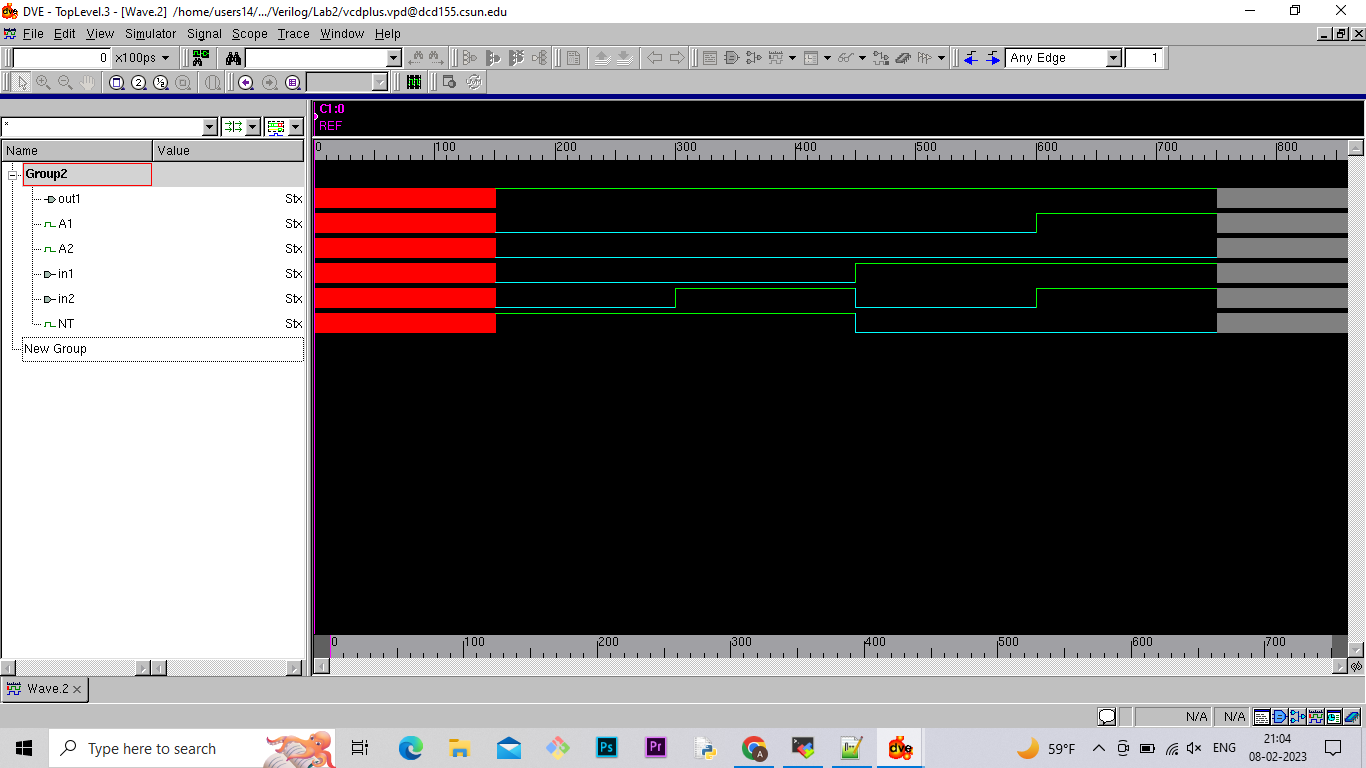 DVE - TopLevel.3 - [Wave.2]  /home/users14/.../Verilog/Lab2/vcdplus.vpd@dcd155.csun.edu
File Edit View Simulator Signal Scope Trace Window Help
0 x100ps Any Edge 1
C1:0
REF
*
Name Value
0 100 200 300 400 500 600 700 800
Group2
out1 Stx
A1 Stx
A2 Stx
in1 Stx
in2 Stx
NT Stx
New Group
0 100 200 300 400 500 600 700
Wave.2
N/A N/A
Type here to search
Ps
Pr
A
dve
59°F
ENG
21:04
08-02-2023